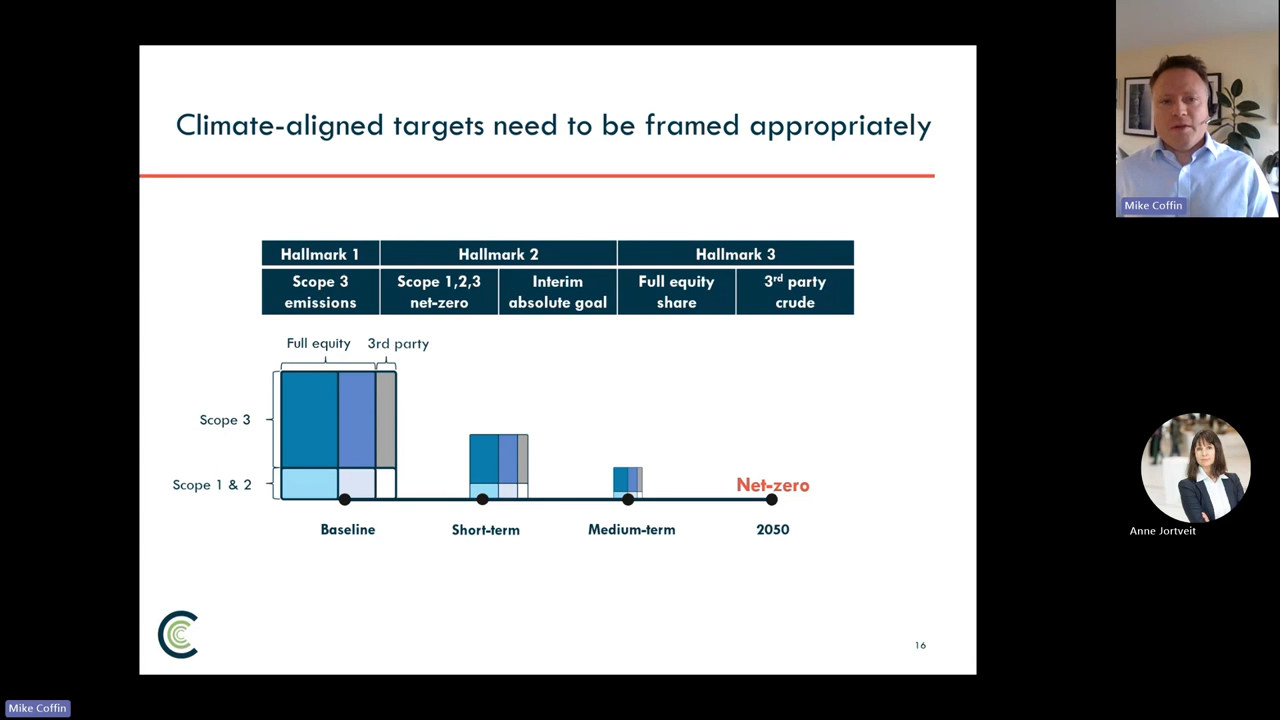 Climate-aligned targets need to be framed appropriately
Hallmark 1
Hallmark 2
Hallmark 3
Scope 3
emissions
Scope 1,2,3
net-zero
Interim
absolute goal
Full equity
share
3rd party
crude
Full equity
3rd party
Scope 3
Scope 1 & 2
Net-zero
Baseline
Short-term
Medium-term
2050
16
Mike Coffin
Anne Jortveit
Mike Coffin